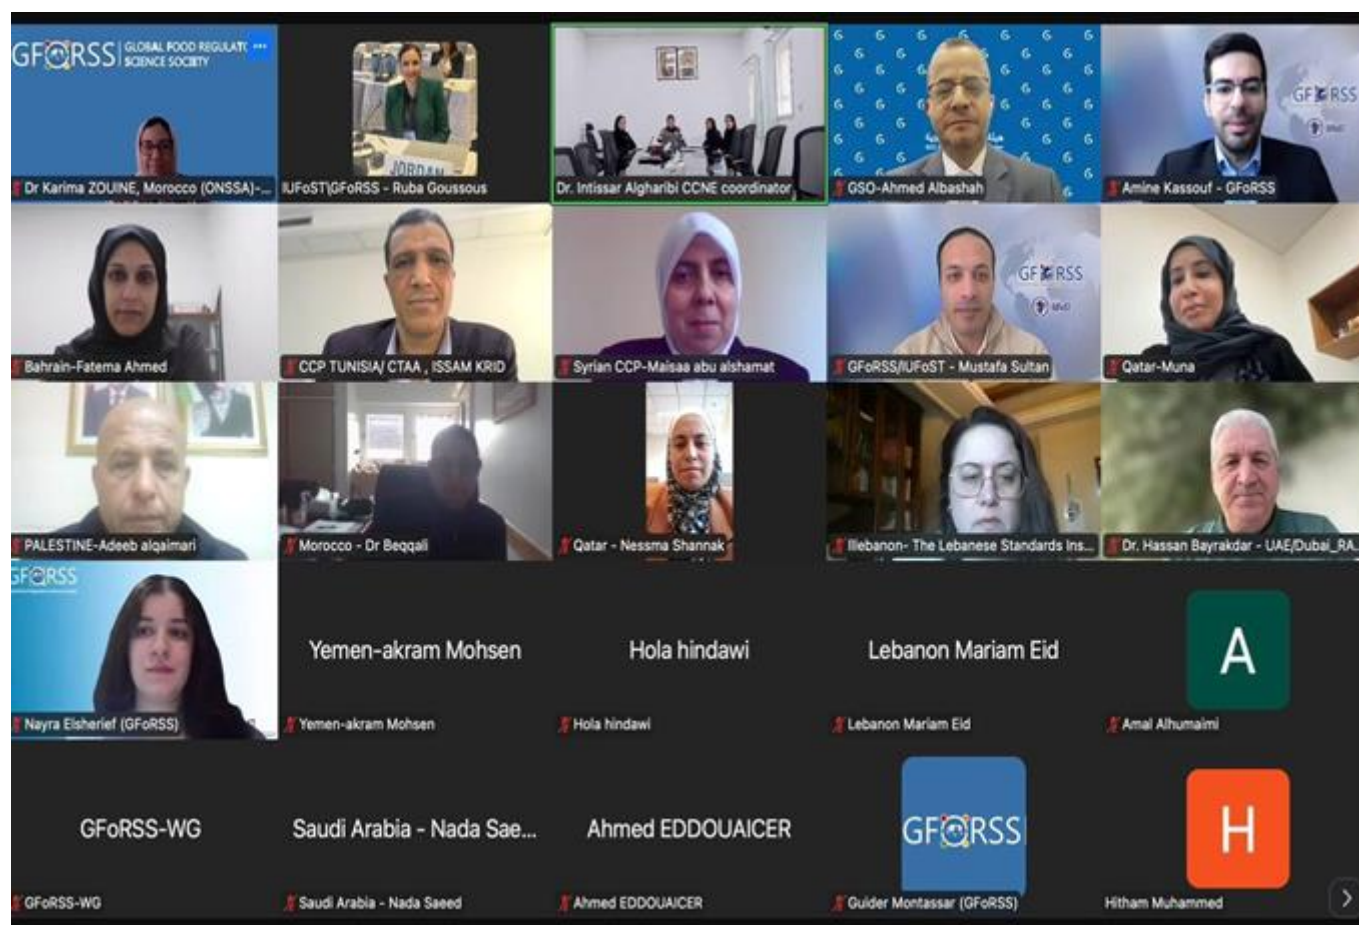 GFoRSS GLOBAL FOOD REGULAT
SCIENCE SOCIETY
Dr Karima ZOUINE, Morocco (ONSSA)-...
JORDAN
IUFoST\GFoRSS - Ruba Goussous
Dr. Intissar Algharibi CCNE coordinator
GSO-Ahmed Albashah
GFoRSS
Amine Kassouf - GFoRSS
Bahrain-Fatema Ahmed
CCP TUNISIA/ CTAA , ISSAM KRID
Syrian CCP-Maisaa abu alshamat
GFoRSS
GFoRSS/IUFoST - Mustafa Sultan
Qatar-Muna
PALESTINE-Adeeb alqaimari
Morocco - Dr Beqqali
Qatar - Nessma Shannak
Illebanon- The Lebanese Standards Ins...
Dr. Hassan Bayrakdar - UAE/Dubai_RA...
GFoRSS
Nayra Elsherief (GFoRSS)
Yemen-akram Mohsen
Yemen-akram Mohsen
Hola hindawi
Hola hindawi
Lebanon Mariam Eid
Lebanon Mariam Eid
A
Amal Alhumaimi
GFoRSS-WG
GFoRSS-WG
Saudi Arabia - Nada Sae...
Saudi Arabia - Nada Saeed
Ahmed EDDOUAICER
Ahmed EDDOUAICER
GFoRSS
Guider Montassar (GFoRSS)
H
Hitham Muhammed